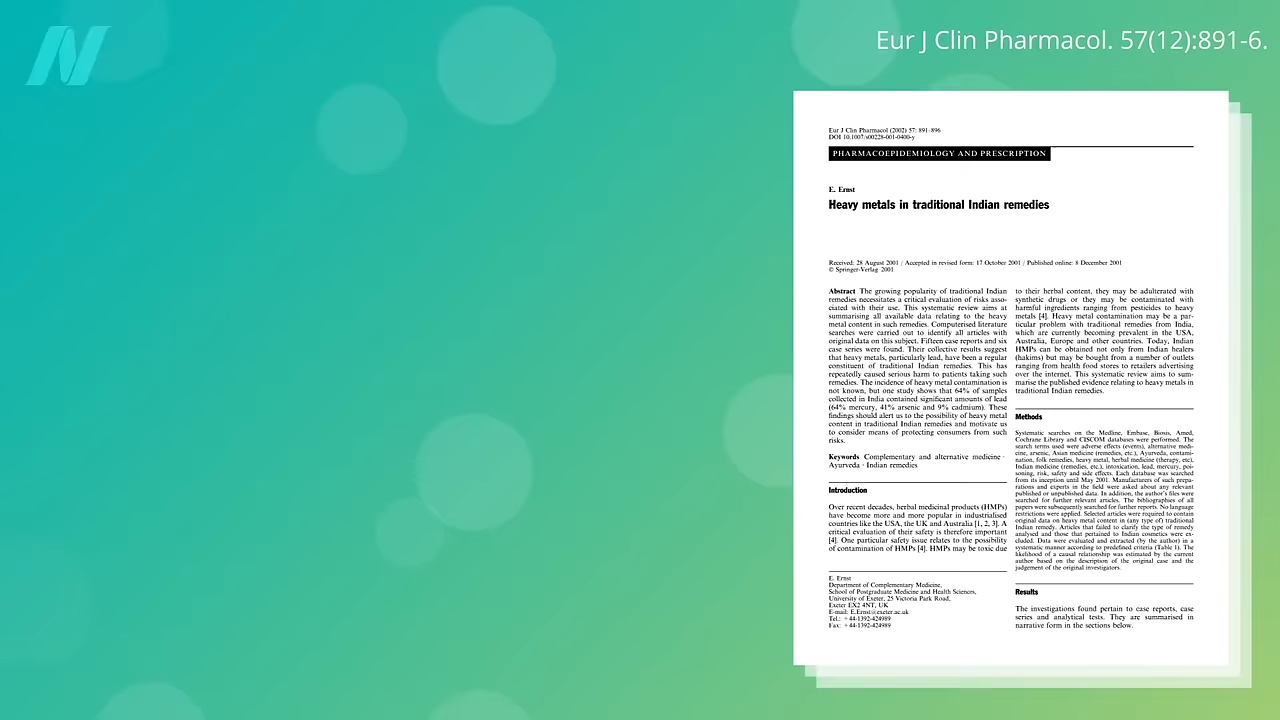 Eur J Clin Pharmacol. 57(12):891-6.
Eur J Clin Pharmacol (2002) 57: 891–896
DOI 10.1007/s00228-001-0400-y
PHARMACOEPIDEMIOLOGY AND PRESCRIPTION
E. Ernst
Heavy metals in traditional Indian remedies
Received: 28 August 2001 / Accepted in revised form: 17 October 2001 / Published online: 8 December 2001
© Springer-Verlag 2001
Abstract The growing popularity of traditional Indian
remedies necessitates a critical evaluation of risks asso-
ciated with their use. This systematic review aims at
summarising all available data relating to the heavy
metal content in such remedies. Computerised literature
searches were carried out to identify all articles with
original data on this subject. Fifteen case reports and six
case series were found. Their collective results suggest
that heavy metals, particularly lead, have been a regular
constituent of traditional Indian remedies. This has
repeatedly caused serious harm to patients taking such
remedies. The incidence of heavy metal contamination is
not known, but one study shows that 64% of samples
collected in India contained significant amounts of lead
(64% mercury, 41% arsenic and 9% cadmium). These
findings should alert us to the possibility of heavy metal
content in traditional Indian remedies and motivate us
to consider means of protecting consumers from such
risks.
Keywords Complementary and alternative medicine ·
Ayurveda · Indian remedies
Introduction
Over recent decades, herbal medicinal products (HMPs)
have become more and more popular in industrialised
countries like the USA, the UK and Australia [1, 2, 3]. A
critical evaluation of their safety is therefore important
[4]. One particular safety issue relates to the possibility
of contamination of HMPs [4]. HMPs may be toxic due
E. Ernst
Department of Complementary Medicine,
School of Postgraduate Medicine and Health Sciences,
University of Exeter, 25 Victoria Park Road,
Exeter EX2 4NT, UK
E-mail: E.Ernst@exeter.ac.uk
Tel.: +44-1392-424989
Fax: +44-1392-424989
to their herbal content, they may be adulterated with
synthetic drugs or they may be contaminated with
harmful ingredients ranging from pesticides to heavy
metals [4]. Heavy metal contamination may be a par-
ticular problem with traditional remedies from India,
which are currently becoming prevalent in the USA,
Australia, Europe and other countries. Today, Indian
HMPs can be obtained not only from Indian healers
(hakims) but may be bought from a number of outlets
ranging from health food stores to retailers advertising
over the internet. This systematic review aims to sum-
marise the published evidence relating to heavy metals in
traditional Indian remedies.
Methods
Systematic searches on the Medline, Embase, Biosis, Amed,
Cochrane Library and CISCOM databases were performed. The
search terms used were adverse effects (events), alternative medi-
cine, arsenic, Asian medicine (remedies, etc.), Ayurveda, contami-
nation, folk remedies, heavy metal, herbal medicine (therapy, etc),
Indian medicine (remedies, etc.), intoxication, lead, mercury, poi-
soning, risk, safety and side effects. Each database was searched
from its inception until May 2001. Manufacturers of such prepa-
rations and experts in the field were asked about any relevant
published or unpublished data. In addition, the author's files were
searched for further relevant articles. The bibliographies of all
papers were subsequently searched for further reports. No language
restrictions were applied. Selected articles were required to contain
original data on heavy metal content in (any type of) traditional
Indian remedy. Articles that failed to clarify the type of remedy
analysed and those that pertained to Indian cosmetics were ex-
cluded. Data were evaluated and extracted (by the author) in a
systematic manner according to predefined criteria (Table 1). The
likelihood of a causal relationship was estimated by the current
author based on the description of the original case and the
judgement of the original investigators.
Results
The investigations found pertain to case reports, case
series and analytical tests. They are summarised in
narrative form in the sections below.